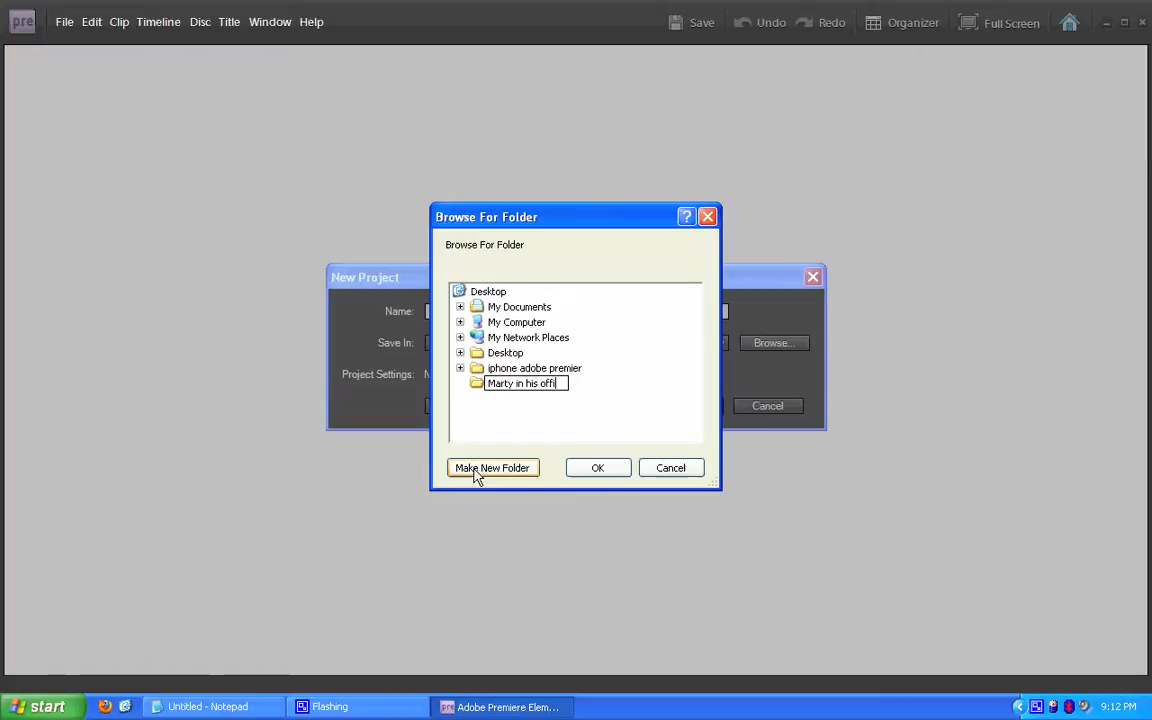 pre File Edit Clip Timeline Disc Title Window Help Save Undo Redo Organizer Full Screen
Browse For Folder
Browse For Folder
New Project
Name:
Save In: Browse...
Project Settings:
Cancel
Desktop
My Documents
My Computer
My Network Places
Desktop
iphone adobe premier
Marty in his offi
Make New Folder OK Cancel
start Untitled - Notepad Flashing pre Adobe Premiere Elem... 9:12 PM